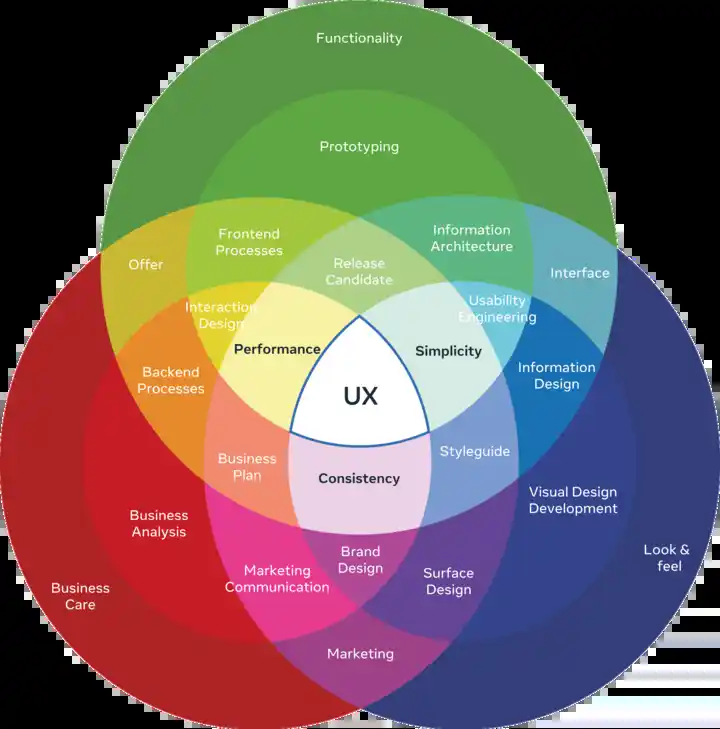 Functionality
Prototyping
Frontend
Processes
Information
Architecture
Offer
Release
Candidate
Interface
Interaction
Design
Usability
Engineering
Performance
Simplicity
Backend
Processes
Information
Design
UX
Business
Plan
Styleguide
Consistency
Visual Design
Development
Business
Analysis
Brand
Design
Look &
feel
Marketing
Communication
Surface
Design
Business
Care
Marketing